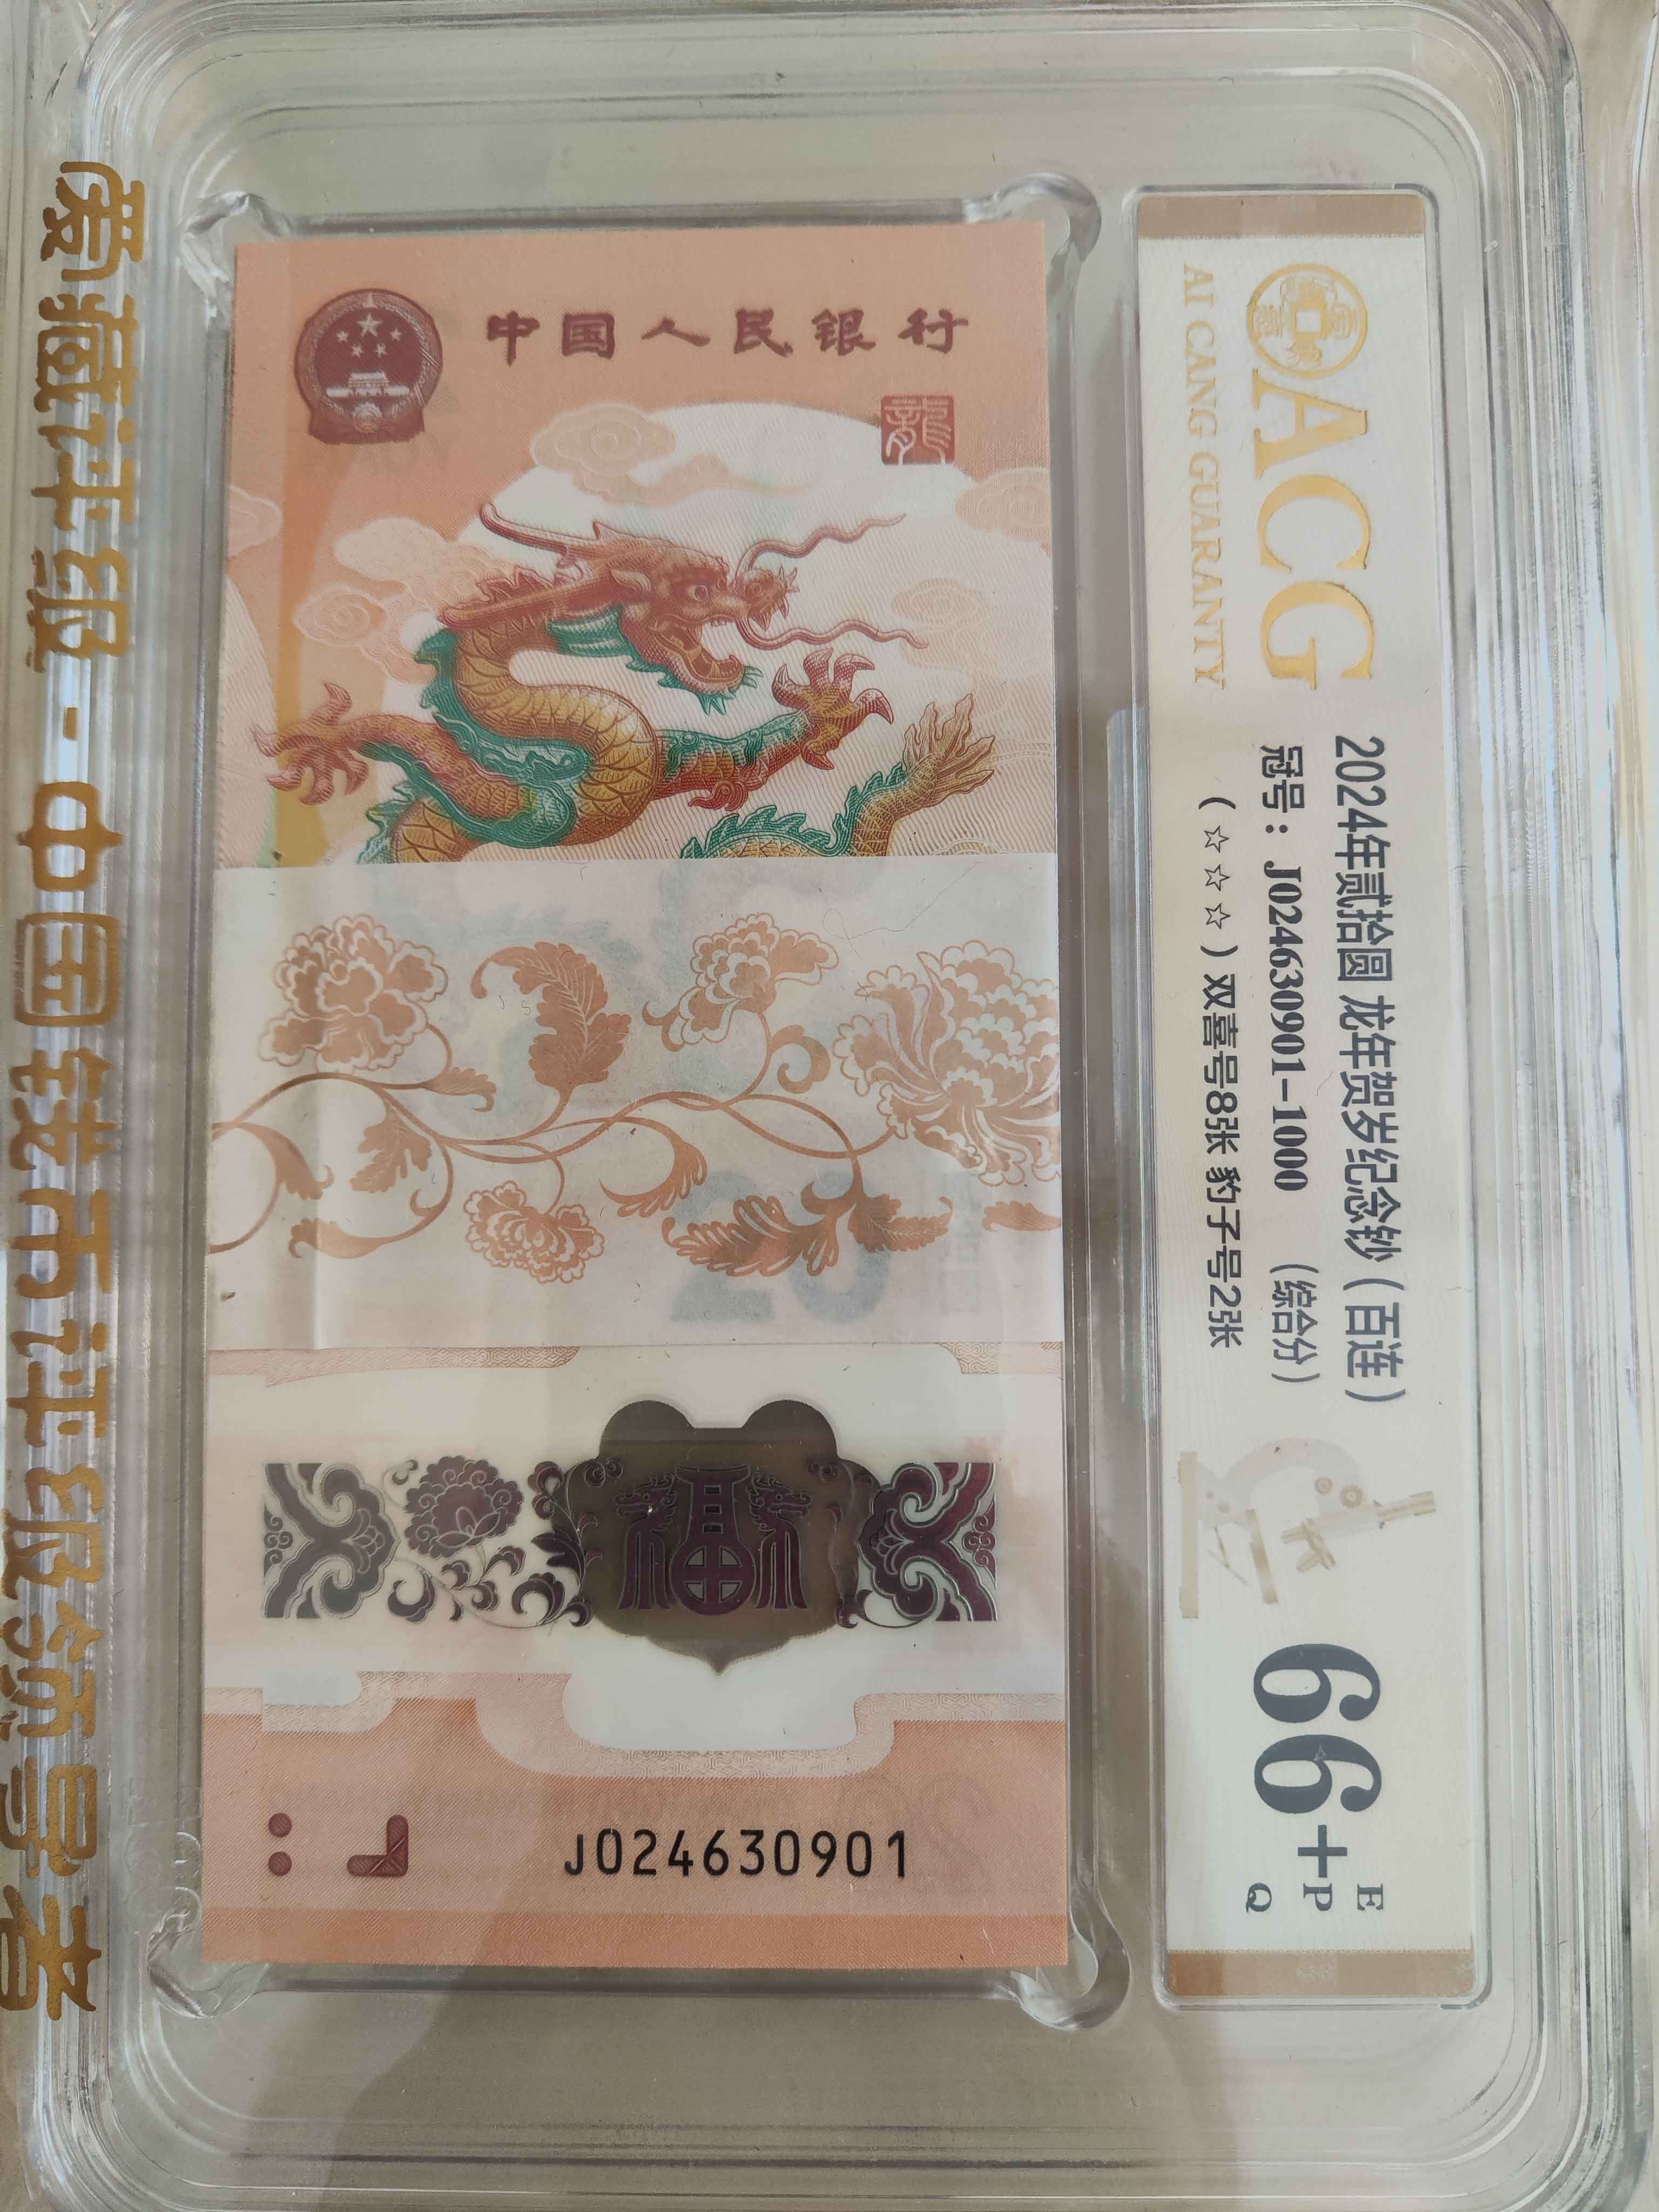 爱藏评级-中国钱币评级领导者
中国人民银行
龍
福
J024630901
ACG
AI CANG GUARANTY
2024年贰拾圆 龙年贺岁纪念钞(百连)
冠号:J024630901-1000 (综合分)
(☆☆☆)双喜号8张 豹子号2张
66+
E
P
Q